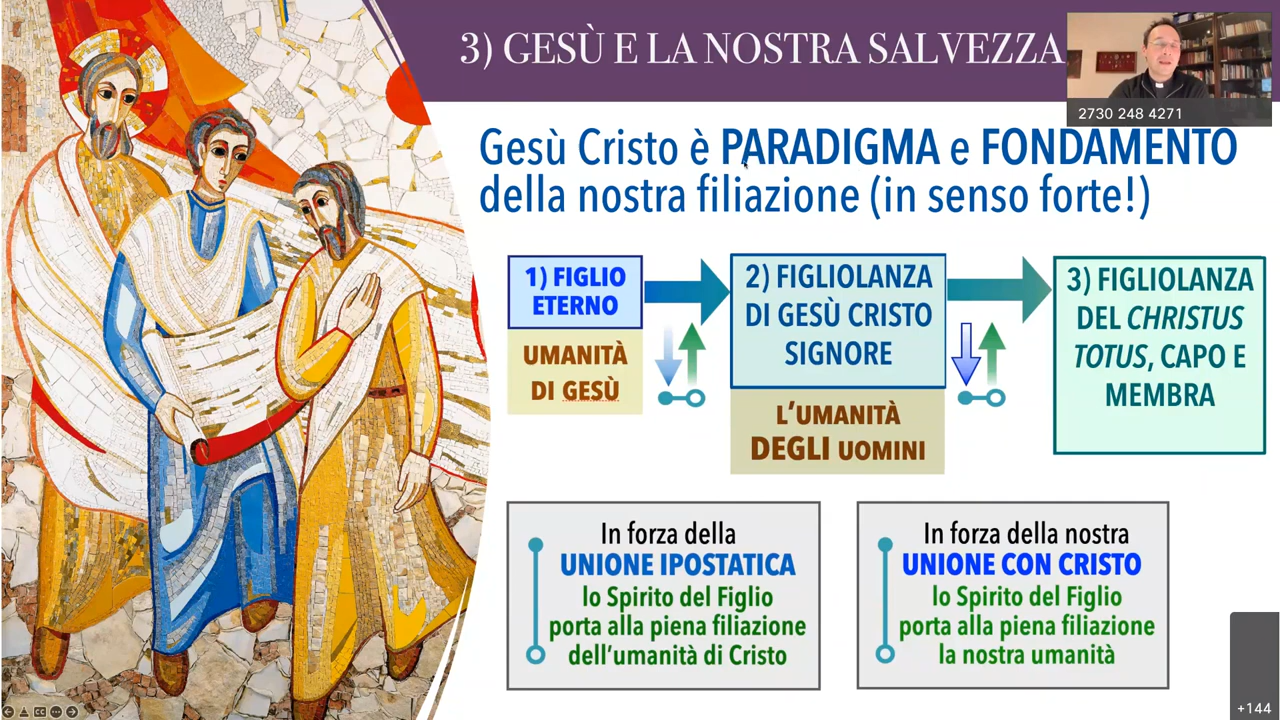 3) GESÙ E LA NOSTRA SALVEZZA
2730 248 4271
Gesù Cristo è PARADIGMA e FONDAMENTO
della nostra filiazione (in senso forte!)
1) FIGLIO
ETERNO
UMANITÀ
DI GESÙ
2) FIGLIOLANZA
DI GESÙ CRISTO
SIGNORE
L'UMANITÀ
DEGLI UOMINI
3) FIGLIOLANZA
DEL CHRISTUS
TOTUS, CAPO E
MEMBRA
In forza della
UNIONE IPOSTATICA
lo Spirito del Figlio
porta alla piena filiazione
dell'umanità di Cristo
In forza della nostra
UNIONE CON CRISTO
lo Spirito del Figlio
porta alla piena filiazione
la nostra umanità
+144